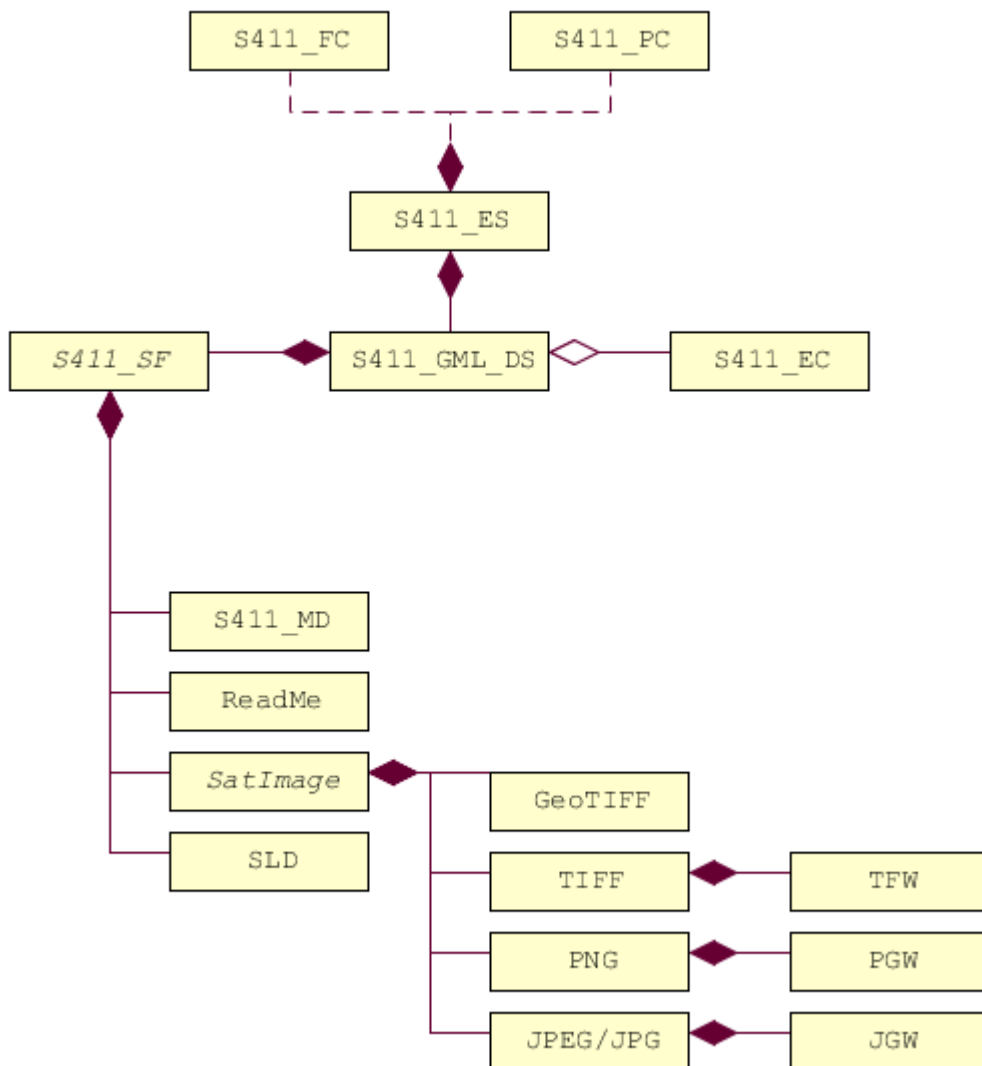 S411_FC
S411_PC
S411_ES
S411_SF
S411_GML_DS
S411_EC
S411_MD
ReadMe
SatImage
GeoTIFF
SLD
TIFF
TFW
PNG
PGW
JPEG/JPG
JGW